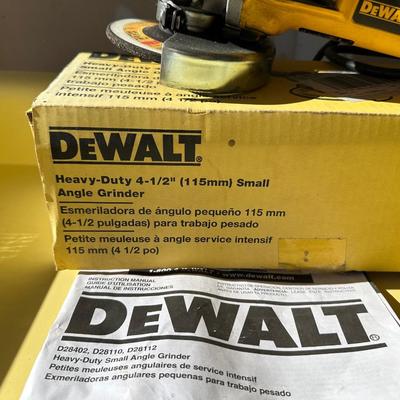 DEWALT
DEWALT®
Heavy-Duty 4-1/2" (115mm) Small
Angle Grinder
Esmeriladora de ángulo pequeño 115 mm
(4-1/2 pulgadas) para trabajo pesado
Petite meuleuse à angle service intensif
115 mm (4 1/2 po)
www.dewalt.com
INSTRUCTION MANUAL
GUIDE D'UTILISATION
MANUAL DE INSTRUCCIONES
DEWALT
D28402, D28110, D28112
Heavy-Duty Small Angle Grinder
Petites meuleuses angulaires de service intensif
Esmeriladoras angulares pequeñas para trabajo pesado